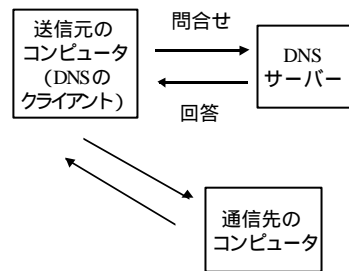 送信元の
コンピュータ
(DNSの
クライアント)
問合せ
回答
DNS
サーバー
通信先の
コンピュータ